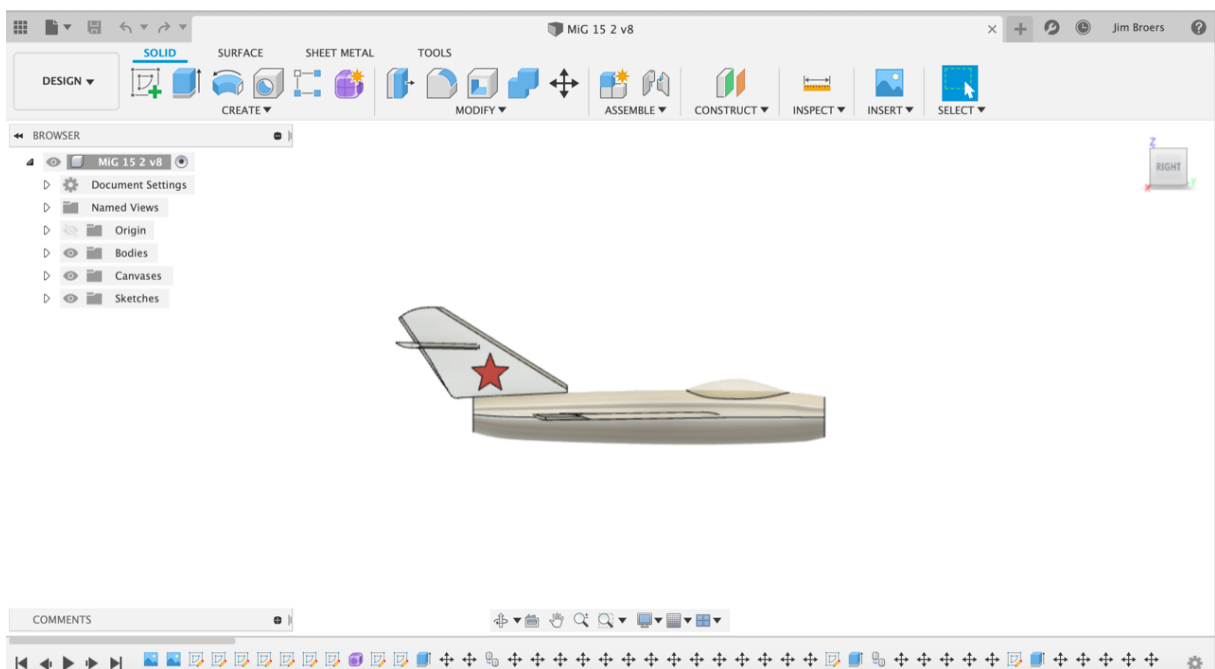 MiG 15 2 v8
Jim Broers
SOLID SURFACE SHEET METAL TOOLS
DESIGN
CREATE MODIFY ASSEMBLE CONSTRUCT INSPECT INSERT SELECT
BROWSER
MiG 15 2 v8
Document Settings
Named Views
Origin
Bodies
Canvases
Sketches
Z
RIGHT
X
Y
COMMENTS